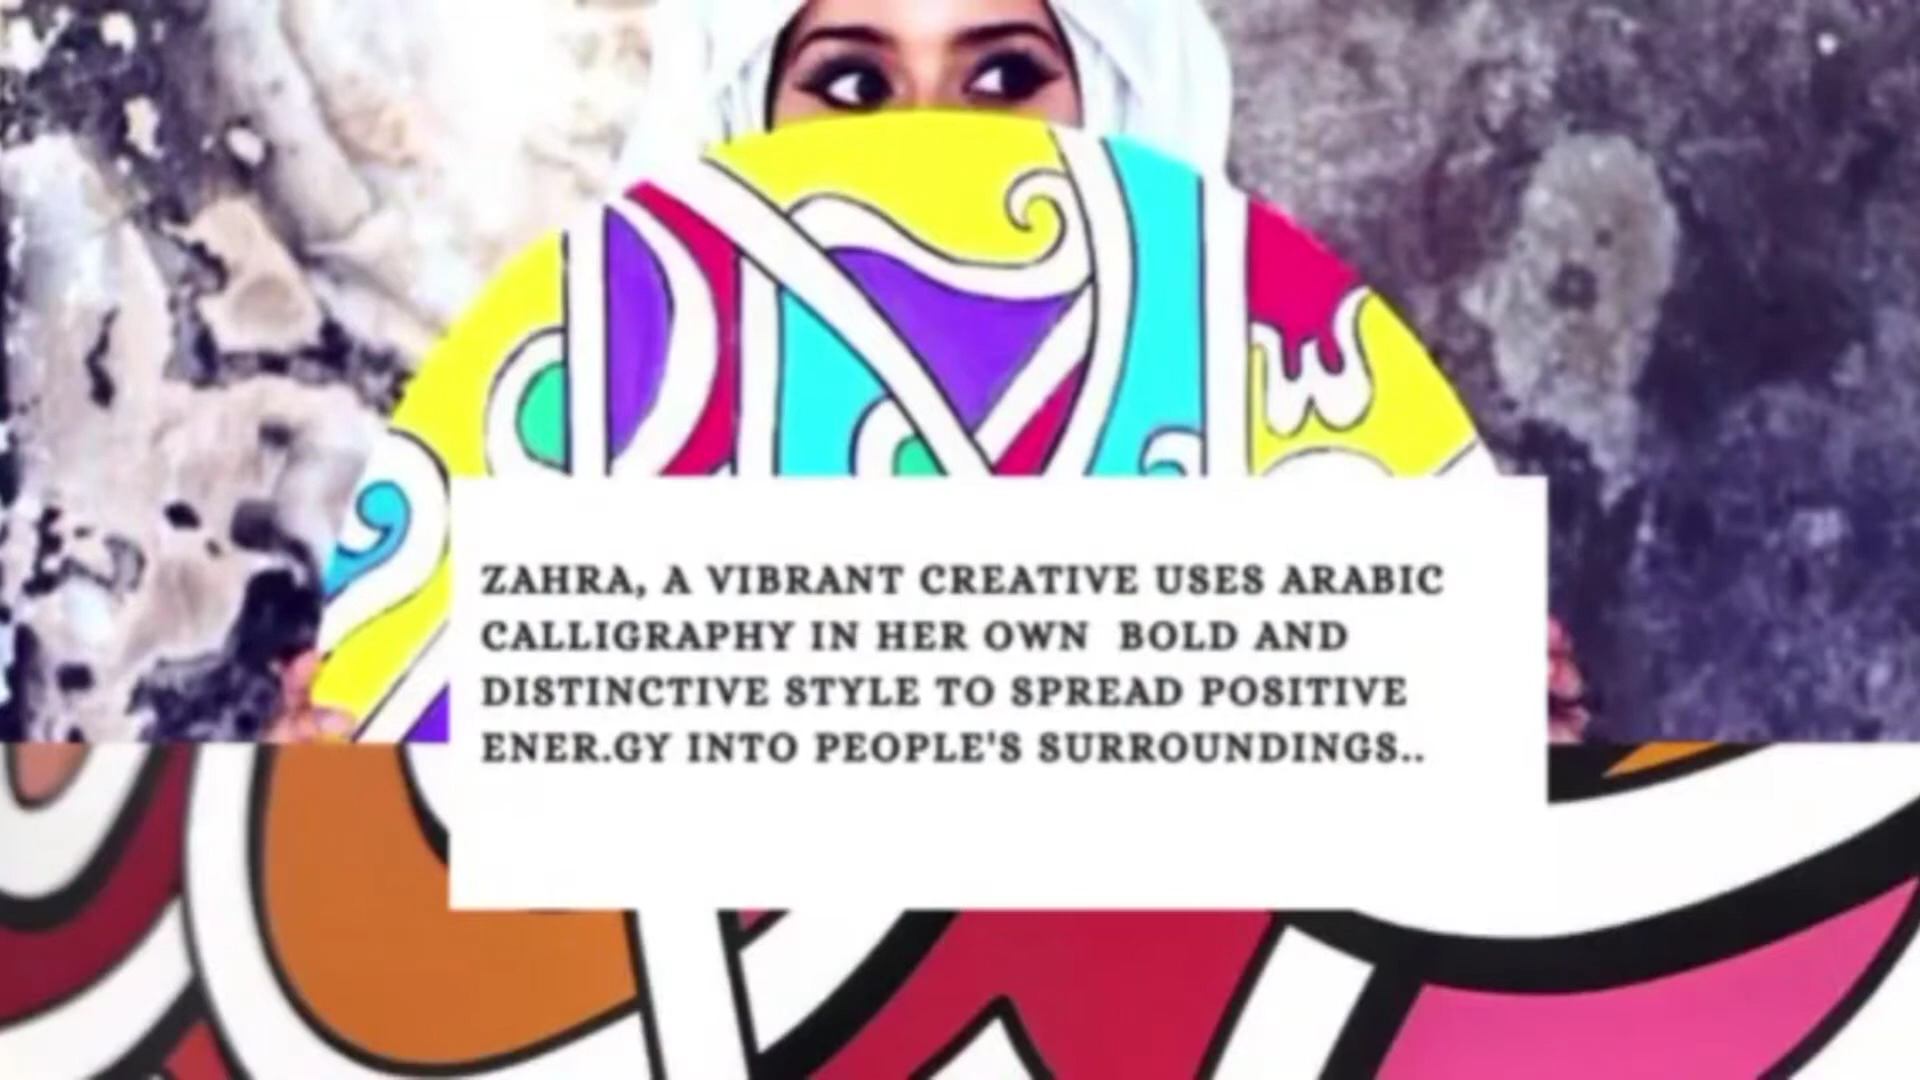 ZAHRA, A VIBRANT CREATIVE USES ARABIC
CALLIGRAPHY IN HER OWN BOLD AND
DISTINCTIVE STYLE TO SPREAD POSITIVE
ENER.GY INTO PEOPLE'S SURROUNDINGS..